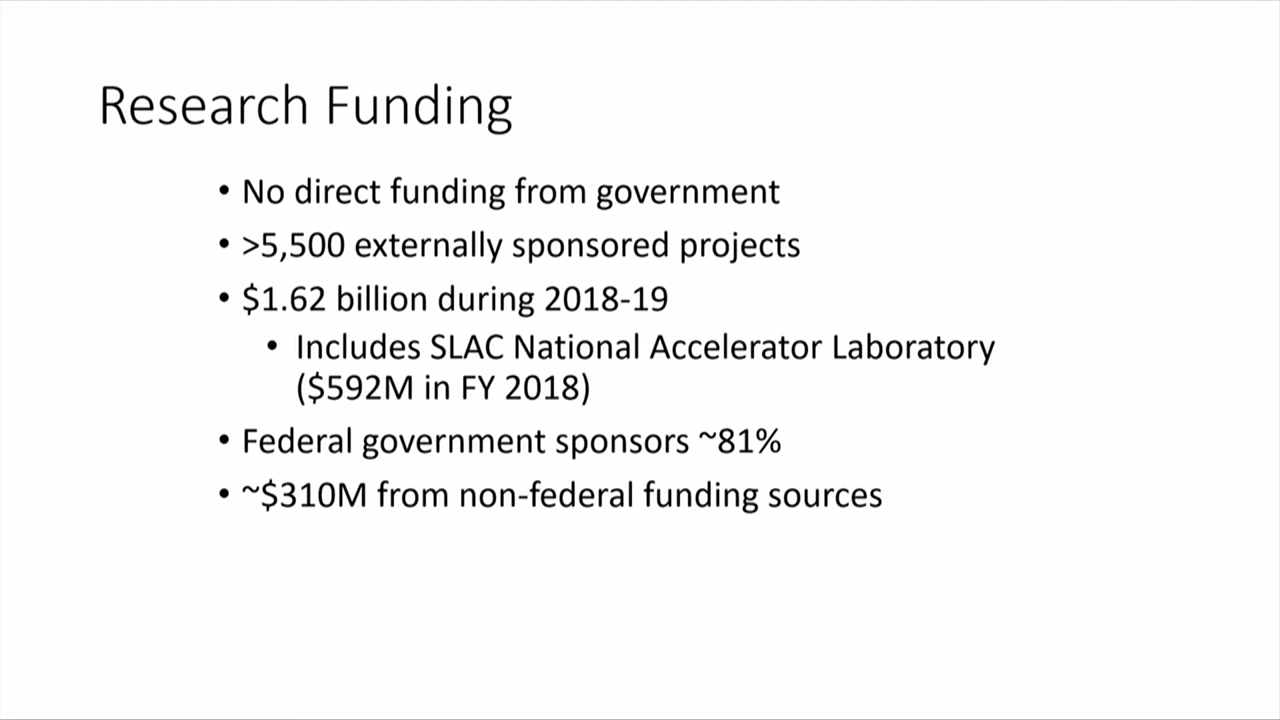 Research Funding
• No direct funding from government
• >5,500 externally sponsored projects
• $1.62 billion during 2018-19
• Includes SLAC National Accelerator Laboratory
($592M in FY 2018)
• Federal government sponsors ~81%
• ~$310M from non-federal funding sources